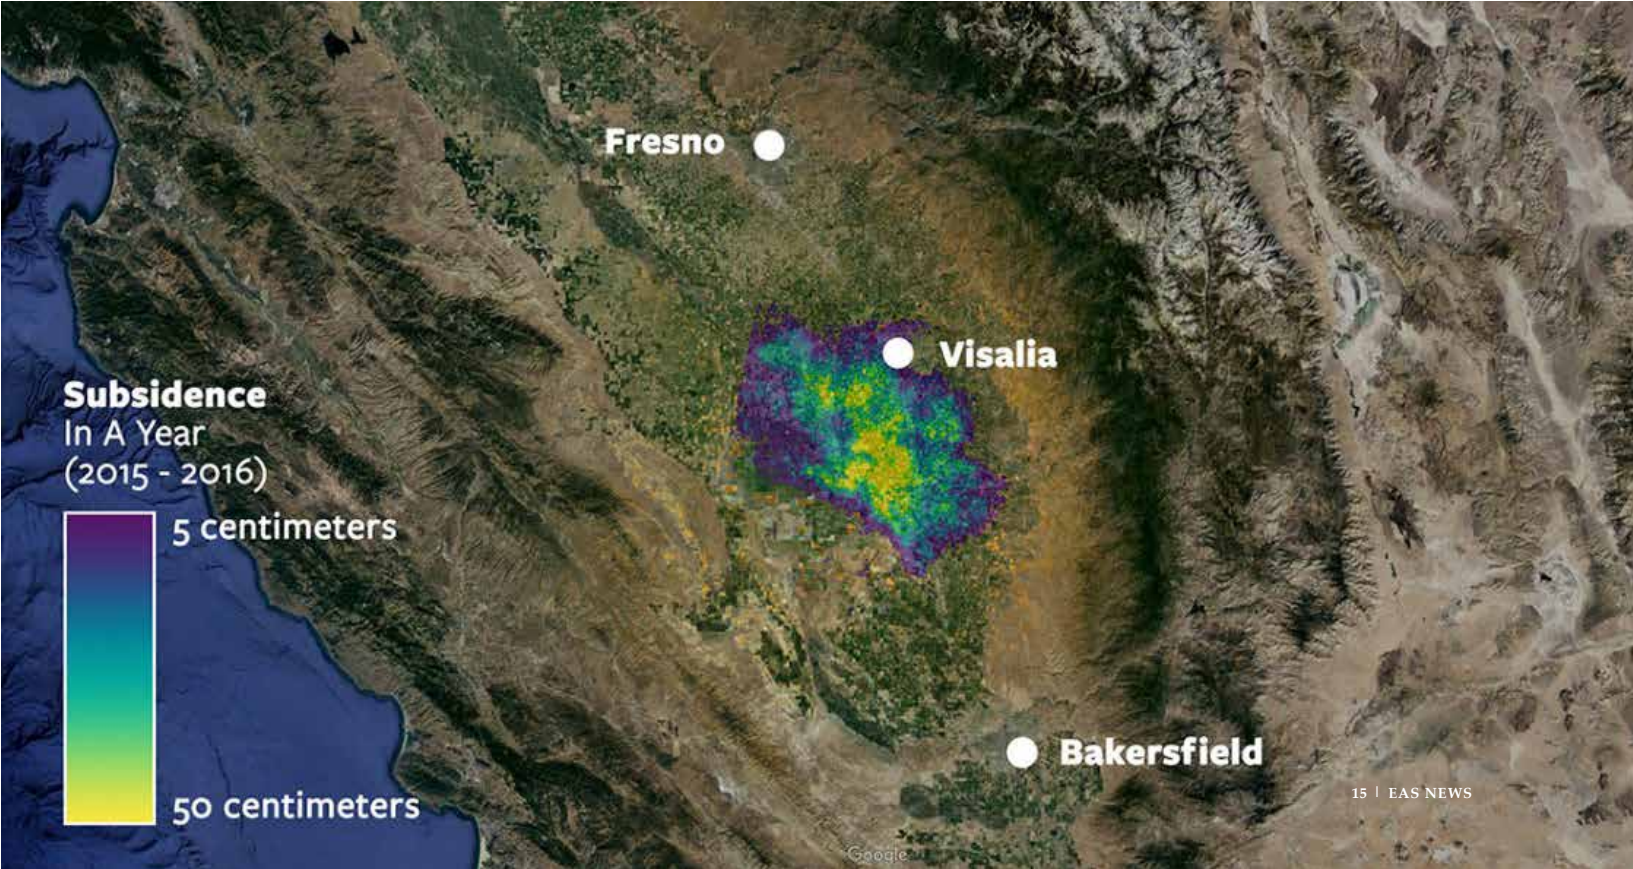 Fresno
Visalia
Subsidence
In A Year
(2015 - 2016)
5 centimeters
50 centimeters
Bakersfield
15 | EAS NEWS
Google